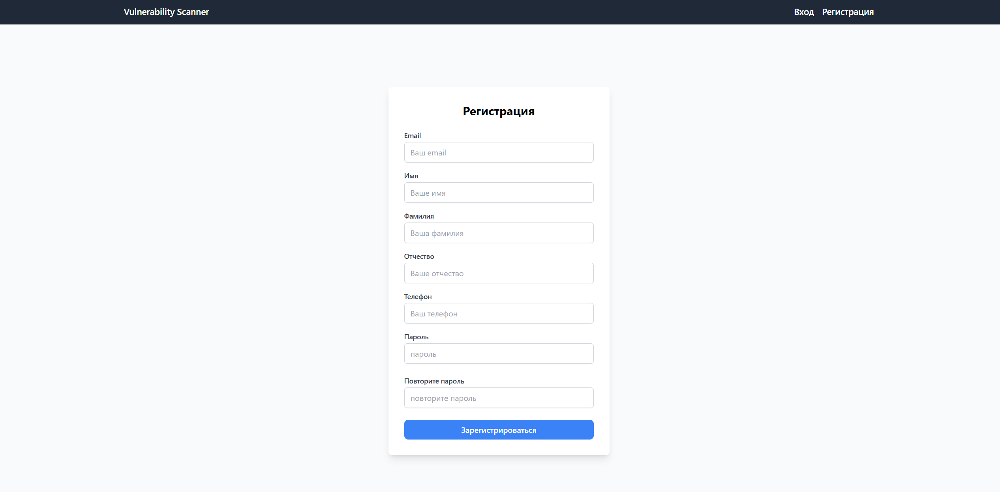 Vulnerability Scanner
Вход Регистрация
Регистрация
Email
Ваш email
Имя
Ваше имя
Фамилия
Ваша фамилия
Отчество
Ваше отчество
Телефон
Ваш телефон
Пароль
пароль
Повторите пароль
повторите пароль
Зарегистрироваться